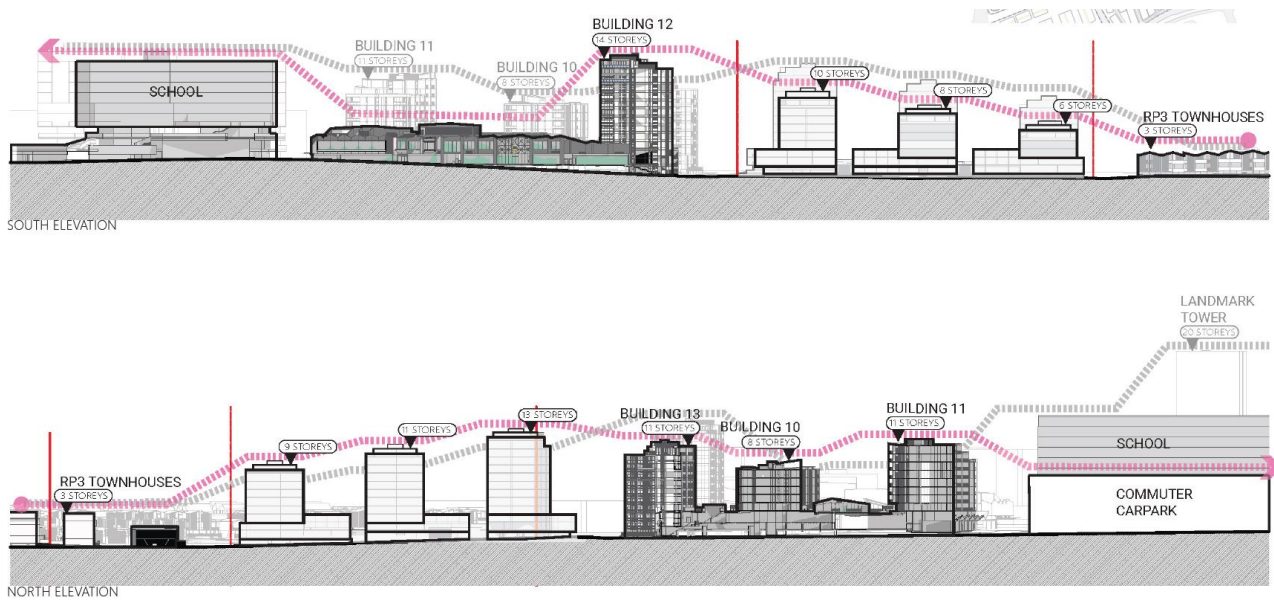 BUILDING 12
14 STOREYS
BUILDING 11
11 STOREYS
BUILDING 10
8 STOREYS
SCHOOL
10 STOREYS
8 STOREYS
6 STOREYS
RP3 TOWNHOUSES
3 STOREYS
SOUTH ELEVATION
LANDMARK
TOWER
20 STOREYS
RP3 TOWNHOUSES
3 STOREYS
9 STOREYS
11 STOREYS
13 STOREYS
BUILDING 13
11 STOREYS
BUILDING 10
8 STOREYS
BUILDING 11
11 STOREYS
SCHOOL
COMMUTER
CARPARK
NORTH ELEVATION